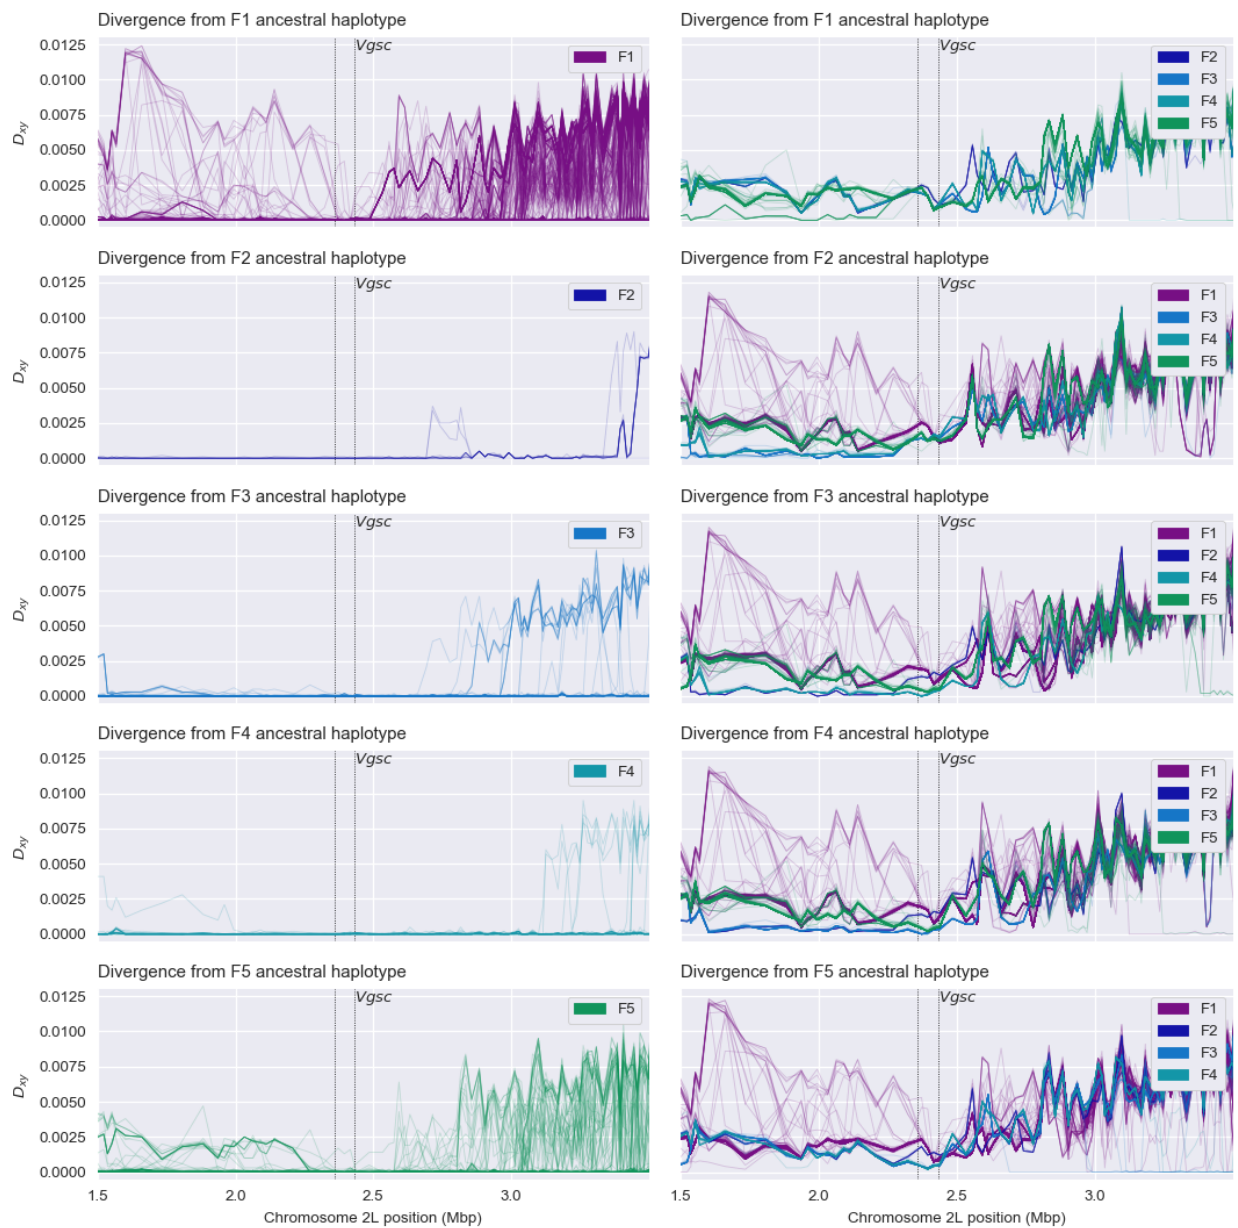 Divergence from F1 ancestral haplotype
Divergence from F1 ancestral haplotype
0.0125
0.0100
0.0075
0.0050
0.0025
0.0000
Dxy
Vgsc
F1
Vgsc
F2
F3
F4
F5
Divergence from F2 ancestral haplotype
Divergence from F2 ancestral haplotype
0.0125
0.0100
0.0075
0.0050
0.0025
0.0000
Dxy
Vgsc
F2
Vgsc
F1
F3
F4
F5
Divergence from F3 ancestral haplotype
Divergence from F3 ancestral haplotype
0.0125
0.0100
0.0075
0.0050
0.0025
0.0000
Dxy
Vgsc
F3
Vgsc
F1
F2
F4
F5
Divergence from F4 ancestral haplotype
Divergence from F4 ancestral haplotype
0.0125
0.0100
0.0075
0.0050
0.0025
0.0000
Dxy
Vgsc
F4
Vgsc
F1
F2
F3
F5
Divergence from F5 ancestral haplotype
Divergence from F5 ancestral haplotype
0.0125
0.0100
0.0075
0.0050
0.0025
0.0000
Dxy
Vgsc
F5
Vgsc
F1
F2
F3
F4
1.5 2.0 2.5 3.0
1.5 2.0 2.5 3.0
Chromosome 2L position (Mbp)
Chromosome 2L position (Mbp)